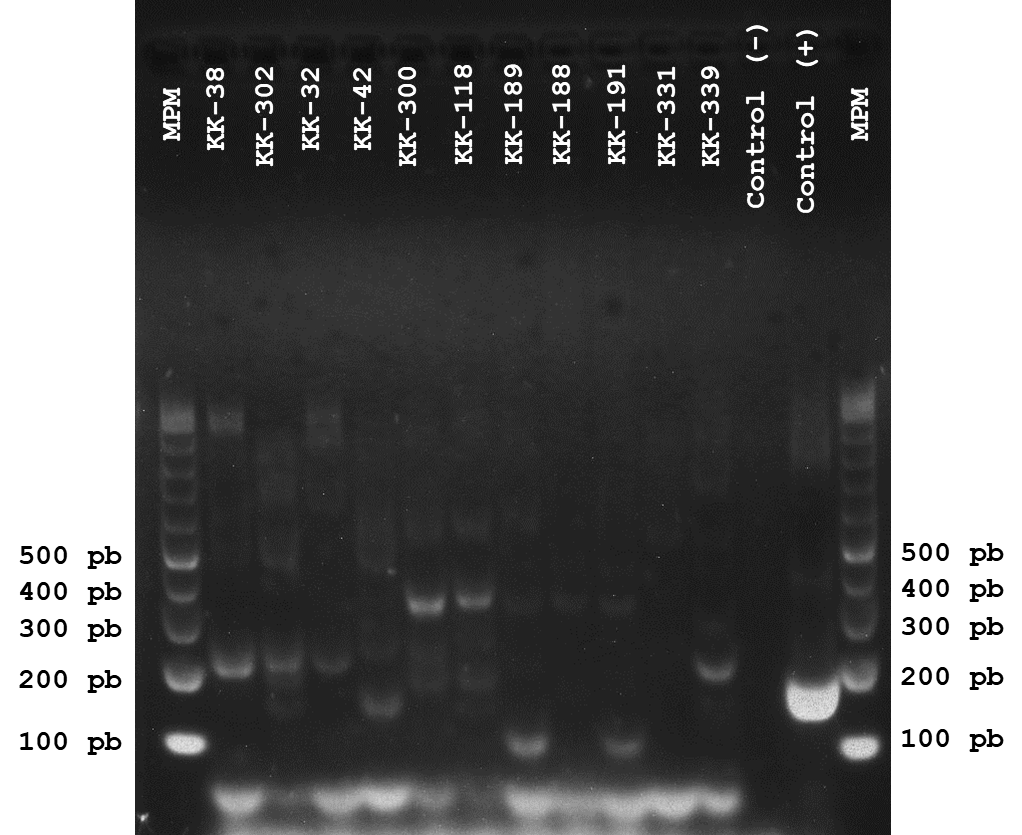 MPM
KK-38
KK-302
KK-32
KK-42
KK-300
KK-118
KK-189
KK-188
KK-191
KK-331
KK-339
Control (-)
Control (+)
MPM
500 pb
400 pb
300 pb
200 pb
100 pb
500 pb
400 pb
300 pb
200 pb
100 pb